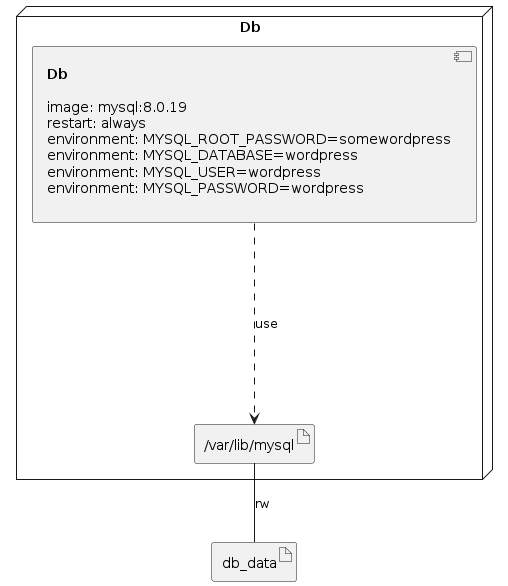 Db
Db
image: mysql:8.0.19
restart: always
environment: MYSQL_ROOT_PASSWORD=somewordpress
environment: MYSQL_DATABASE=wordpress
environment: MYSQL_USER=wordpress
environment: MYSQL_PASSWORD=wordpress
use
/var/lib/mysql
rw
db_data